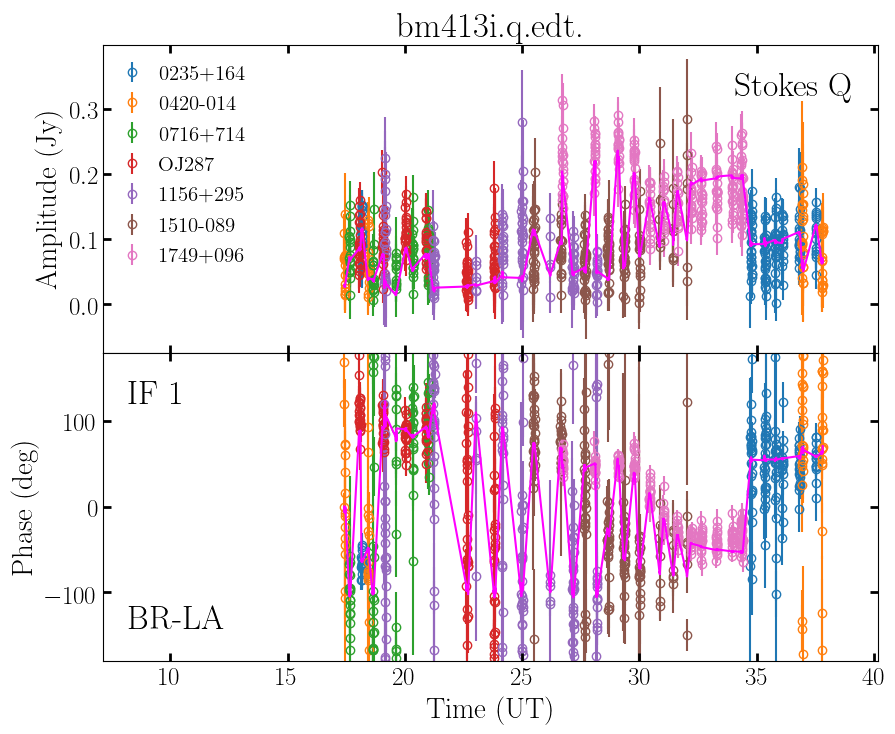 bm413i.q.edt.
Stokes Q
0235+164
0420-014
0716+714
OJ287
1156+295
1510-089
1749+096
Amplitude (Jy)
0.3
0.2
0.1
0.0
IF 1
BR-LA
Phase (deg)
100
0
−100
10 15 20 25 30 35 40
Time (UT)